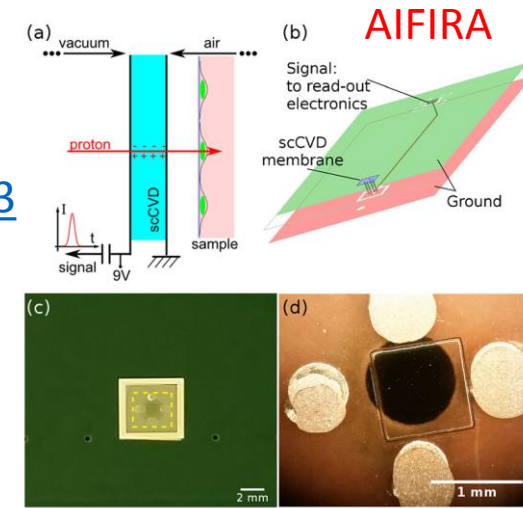 AIFIRA
(a)
vacuum
air
proton
- - - -
+ + + +
scCVD
I
t
signal
9V
sample
(b)
Signal:
to read-out
electronics
scCVD
membrane
Ground
3
(c)
2 mm
(d)
1 mm